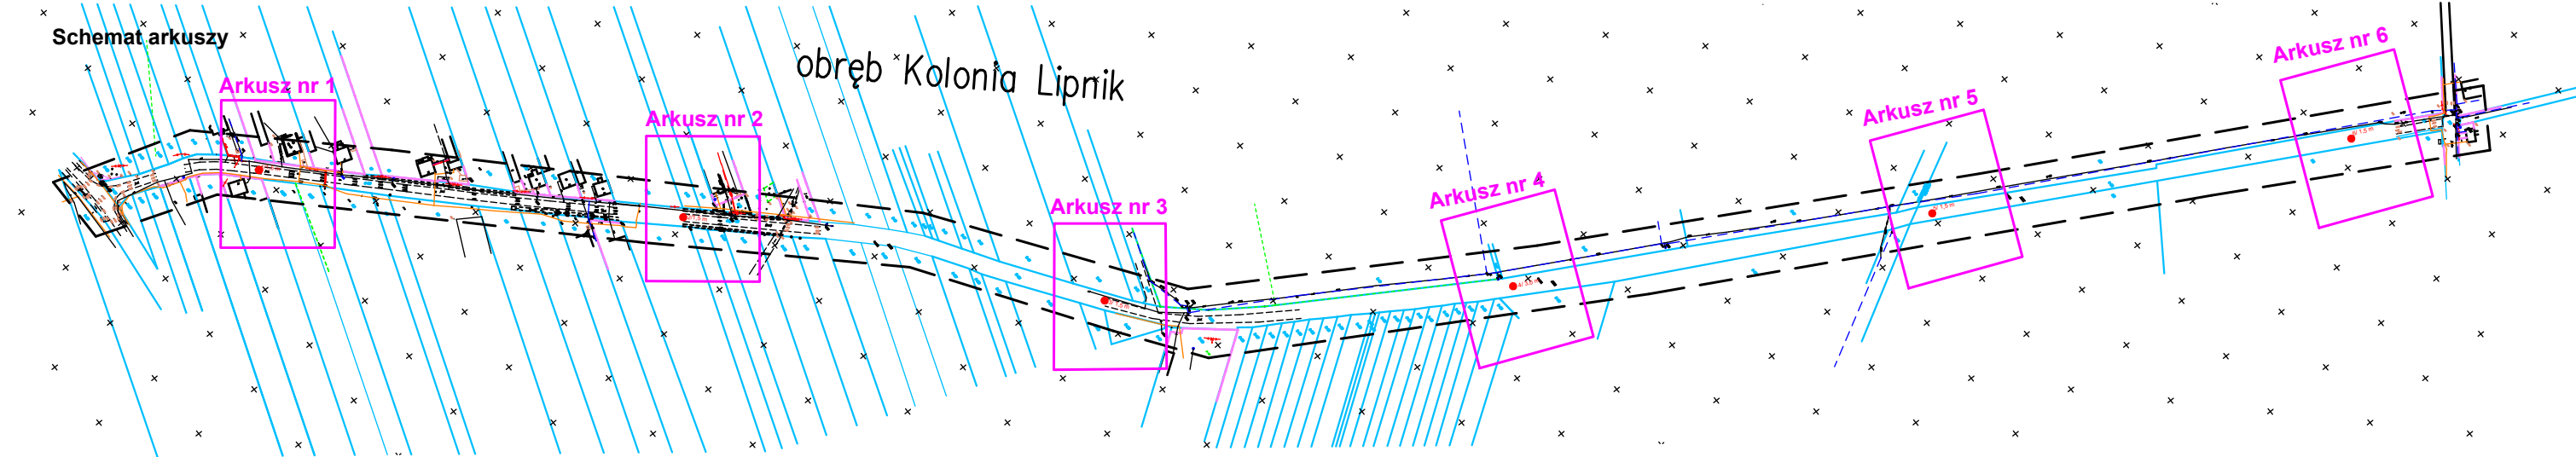 Schemat arkuszy
obręb Kolonia Lipnik
Arkusz nr 1
Arkusz nr 2
Arkusz nr 3
Arkusz nr 4
Arkusz nr 5
Arkusz nr 6